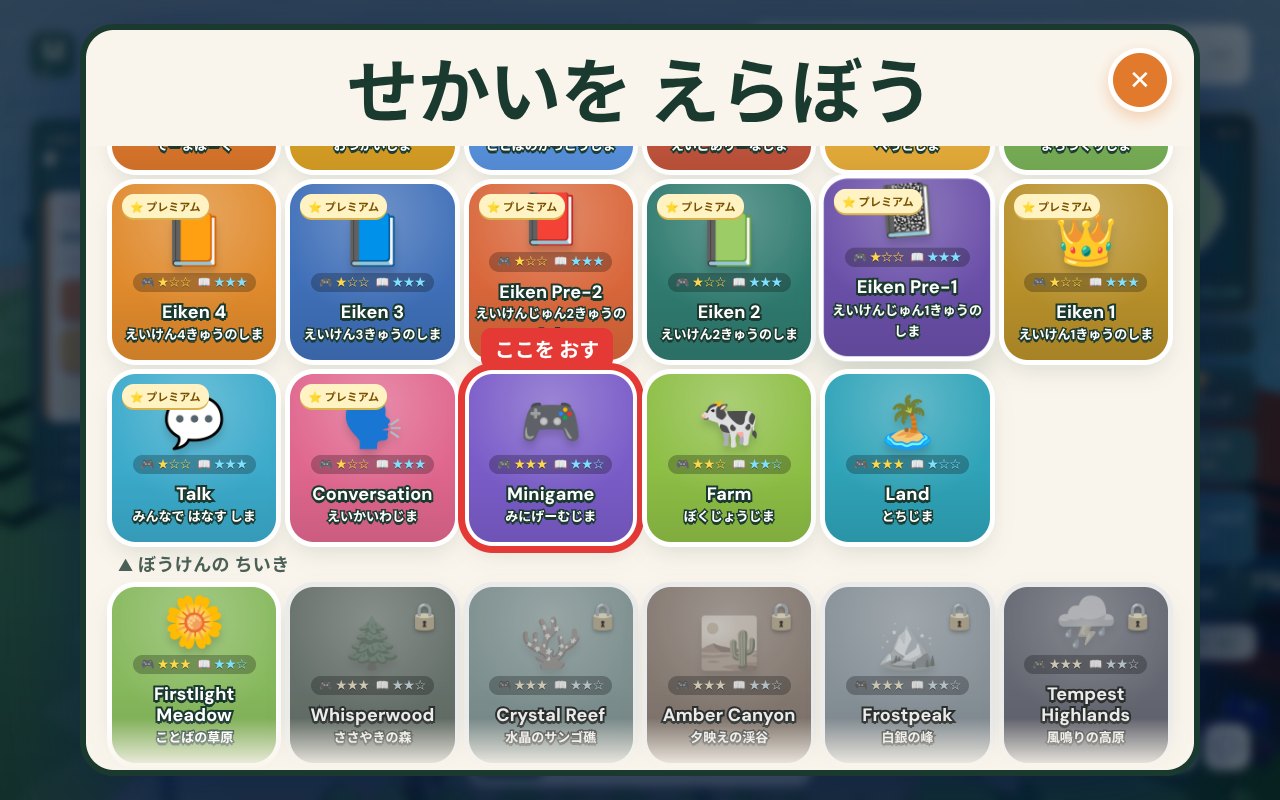 せかいを えらぼう
×
⭐ プレミアム
⭐ プレミアム
⭐ プレミアム
⭐ プレミアム
⭐ プレミアム
⭐ プレミアム
★☆☆ ★★★
★☆☆ ★★★
★☆☆ ★★★
★☆☆ ★★★
★☆☆ ★★★
★☆☆ ★★★
Eiken 4
えいけん4きゅうのしま
Eiken 3
えいけん3きゅうのしま
Eiken Pre-2
えいけんじゅん2きゅうの
Eiken 2
えいけん2きゅうのしま
Eiken Pre-1
えいけんじゅん1きゅうの
しま
Eiken 1
えいけん1きゅうのしま
ここを おす
⭐ プレミアム
⭐ プレミアム
★☆☆ ★★★
★☆☆ ★★★
★★★ ★★☆
★★☆ ★★☆
★★★ ★☆☆
Talk
みんなで はなす しま
Conversation
えいかいわじま
Minigame
みにげーむじま
Farm
ぼくじょうじま
Land
とちじま
▲ ぼうけんの ちいき
★★★ ★★☆
★★★ ★★☆
★★★ ★★☆
★★★ ★★☆
★★★ ★★☆
★★★ ★★☆
Firstlight
Meadow
ことばの草原
Whisperwood
ささやきの森
Crystal Reef
水晶のサンゴ礁
Amber Canyon
夕映えの渓谷
Frostpeak
白銀の峰
Tempest
Highlands
風鳴りの高原